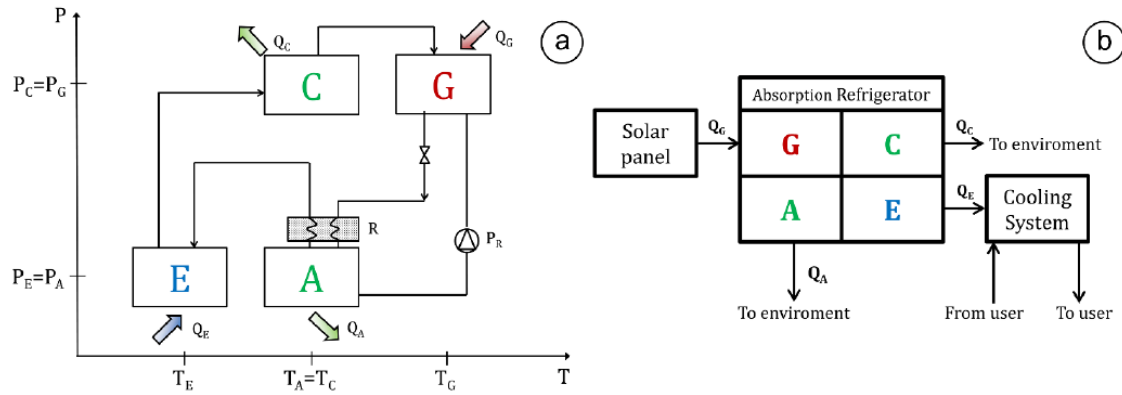 P
Q_C
Q_G
a
P_C=P_G
C
G
R
P_R
P_E=P_A
E
A
Q_E
Q_A
T_E
T_A=T_C
T_G
T
b
Absorption Refrigerator
Solar
panel
Q_G
G
C
Q_C
To enviroment
A
E
Q_E
Cooling
System
Q_A
To enviroment
From user
To user